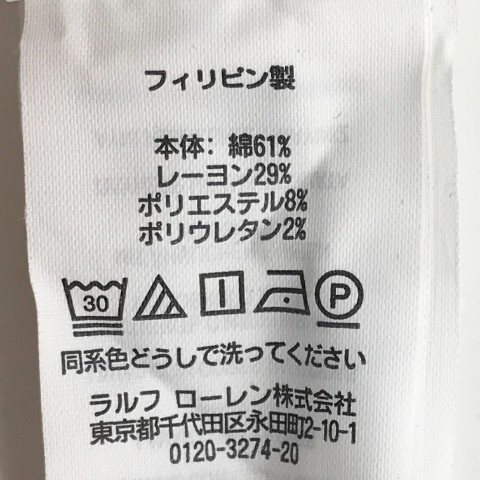 フィリピン製
本体: 綿61%
レーヨン29%
ポリエステル8%
ポリウレタン2%
30 P
同系色どうしで洗ってください
ラルフ ローレン株式会社
東京都千代田区永田町2-10-1
0120-3274-20